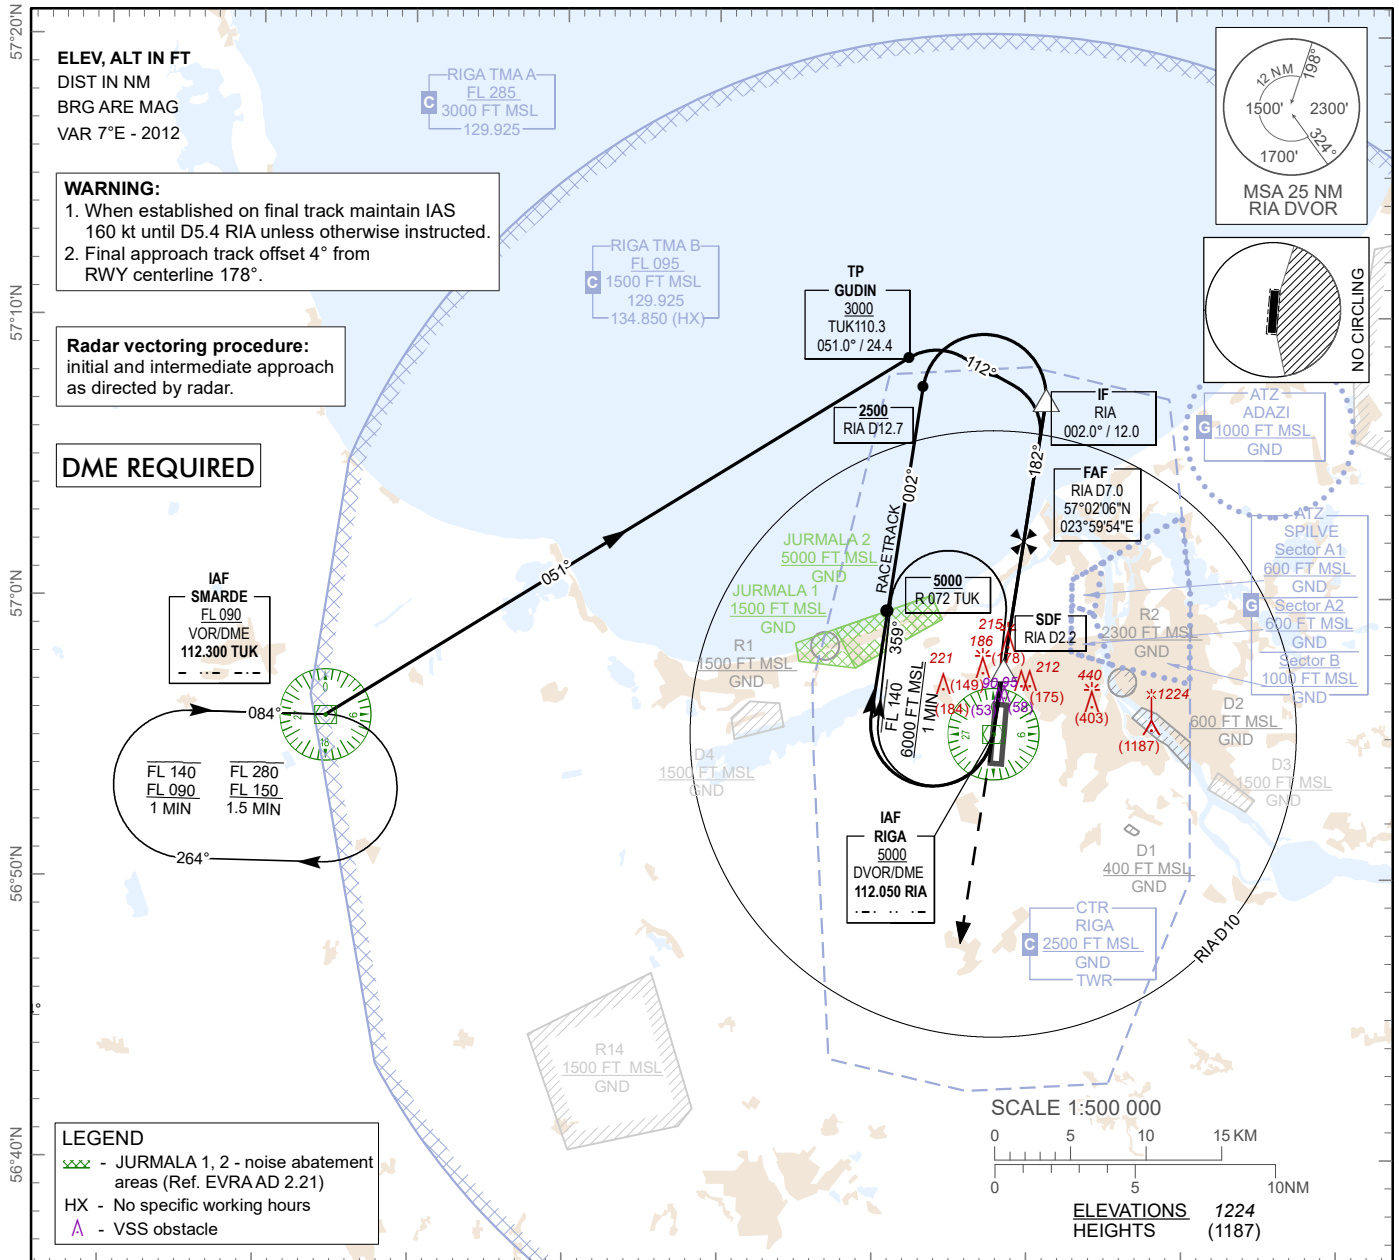 57°20'N
57°10'N
57°0'N
56°50'N
56°40'N
ELEV, ALT IN FT
DIST IN NM
BRG ARE MAG
VAR 7°E - 2012
WARNING:
1. When established on final track maintain IAS
160 kt until D5.4 RIA unless otherwise instructed.
2. Final approach track offset 4° from
RWY centerline 178°.
Radar vectoring procedure:
initial and intermediate approach
as directed by radar.
DME REQUIRED
RIGA TMA A
FL 285
C
3000 FT MSL
129.925
RIGA TMA B
FL 095
C
1500 FT MSL
129.925
134.850 (HX)
12 NM
198°
1500'
2300'
324°
1700'
MSA 25 NM
RIA DVOR
NO CIRCLING
TP
GUDIN
3000
TUK110.3
051.0° / 24.4
112°
2500
RIA D12.7
IF
RIA
002.0° / 12.0
182°
002°
RACETRACK
FAF
RIA D7.0
57°02'06"N
023°59'54"E
ATZ
ADAZI
G
1000 FT MSL
GND
ATZ
SPILVE
Sector A1
600 FT MSL
GND
G
Sector A2
600 FT MSL
GND
Sector B
1000 FT MSL
GND
JURMALA 2
5000 FT MSL
GND
JURMALA 1
1500 FT MSL
GND
051°
5000
R 072 TUK
359°
SDF
RIA D2.2
R1
1500 FT MSL
GND
R2
2300 FT MSL
GND
IAF
SMARDE
FL 090
VOR/DME
112.300 TUK
084°
264°
FL 140
FL 090
1 MIN
FL 280
FL 150
1.5 MIN
0
9
18
27
FL 140
6000 FT MSL
1 MIN
215
186
(178)
221
(149)
(184)
90
95
(53)
(58)
212
(175)
440
(403)
1224
(1187)
27
9
D2
600 FT MSL
GND
D3
1500 FT MSL
GND
D4
1500 FT MSL
GND
D1
400 FT MSL
GND
IAF
RIGA
5000
DVOR/DME
112.050 RIA
CTR
RIGA
C
2500 FT MSL
GND
TWR
RIA D10
R14
1500 FT MSL
GND
LEGEND
- JURMALA 1, 2 - noise abatement
areas (Ref. EVRA AD 2.21)
HX - No specific working hours
- VSS obstacle
SCALE 1:500 000
0 5 10 15 KM
0 5 10NM
ELEVATIONS 1224
HEIGHTS (1187)